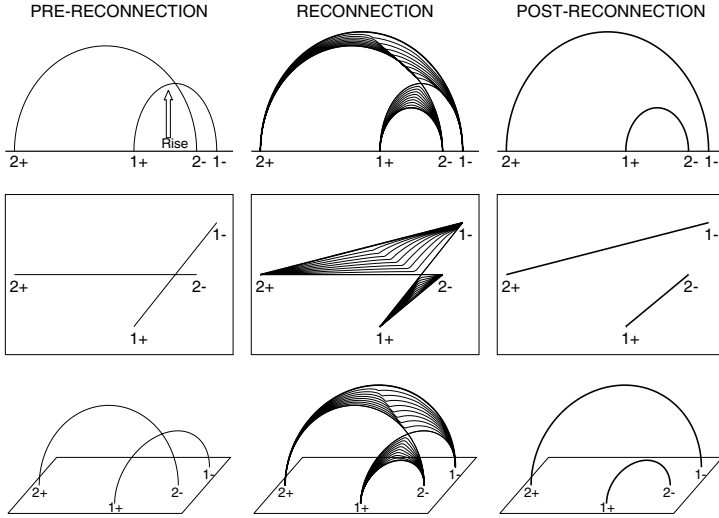 PRE-RECONNECTION RECONNECTION POST-RECONNECTION
Rise
2+ 1+ 2- 1- 2+ 1+ 2- 1- 2+ 1+ 2- 1-
1- 1- 1-
2+ 2- 2+ 2- 2+ 2-
1+ 1+ 1+
1- 1- 1-
2+ 2- 2+ 2- 2+ 2-
1+ 1+ 1+